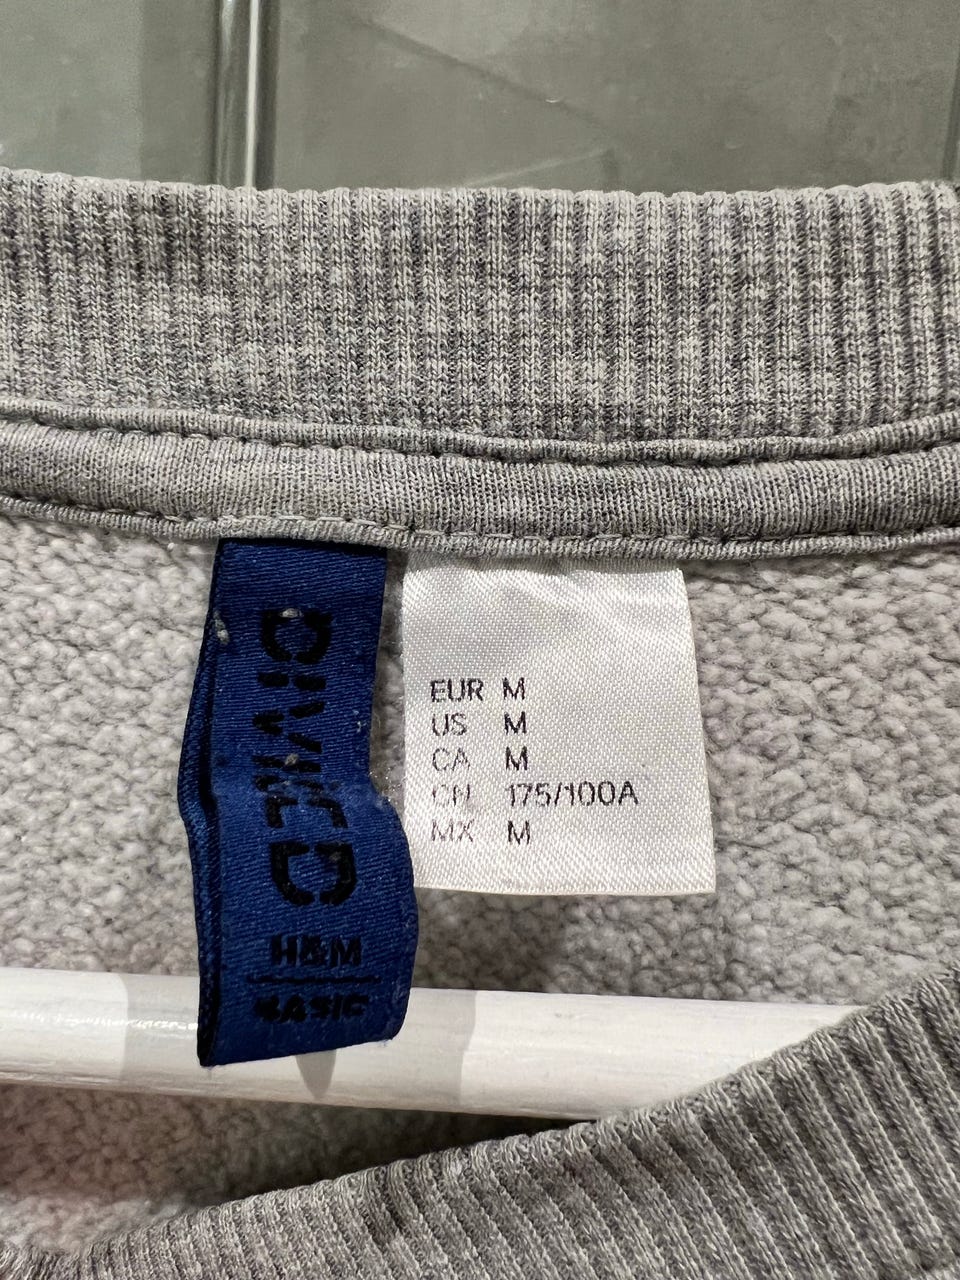 DIVIDED
H&M
BASIC
EUR M
US M
CA M
CN 175/100A
MX M